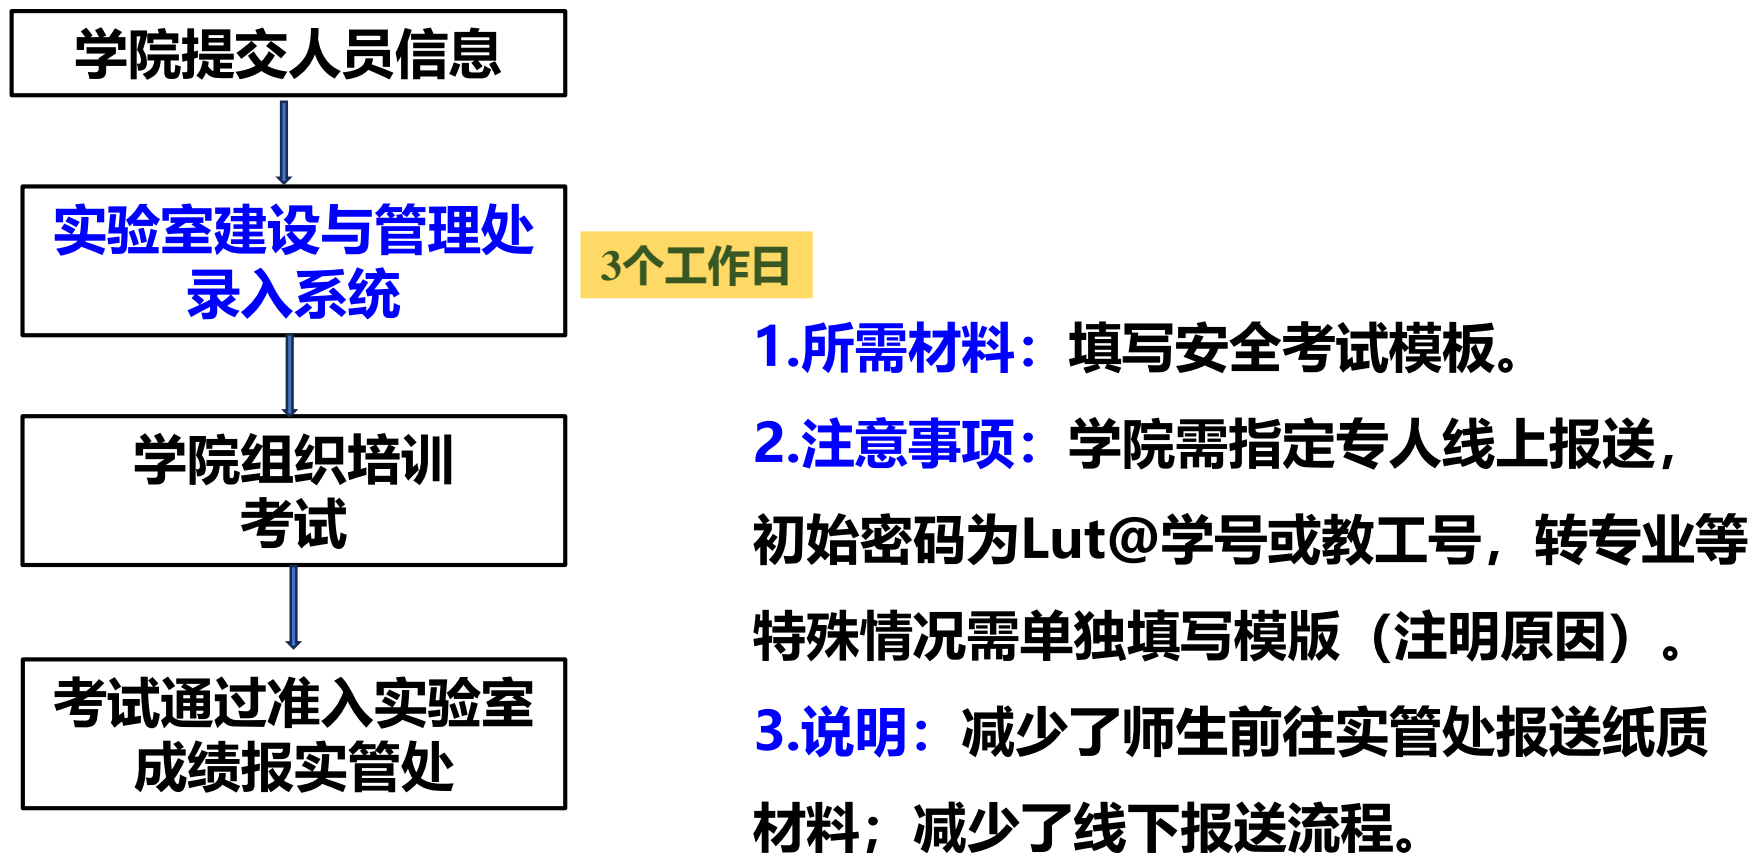 学院提交人员信息
实验室建设与管理处
录入系统
3个工作日
学院组织培训
考试
考试通过准入实验室
成绩报实管处
1.所需材料：填写安全考试模板。
2.注意事项：学院需指定专人线上报送，
初始密码为Lut@学号或教工号，转专业等
特殊情况需单独填写模版（注明原因）。
3.说明：减少了师生前往实管处报送纸质
材料；减少了线下报送流程。